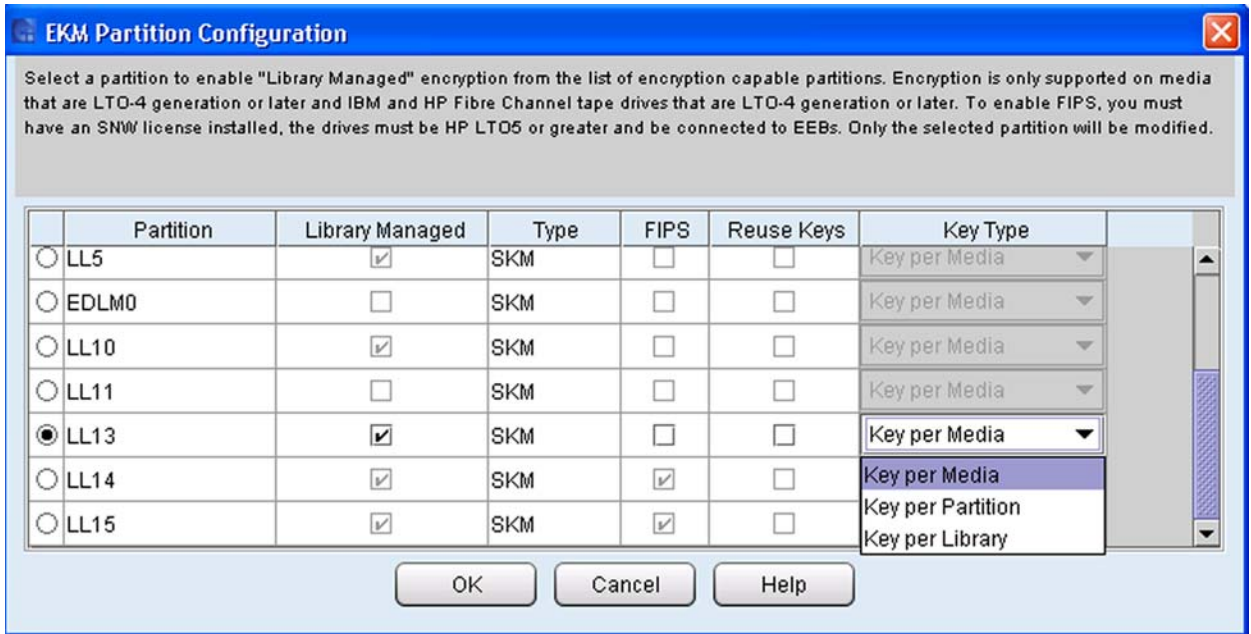 EKM Partition Configuration
Select a partition to enable "Library Managed" encryption from the list of encryption capable partitions. Encryption is only supported on media
that are LTO-4 generation or later and IBM and HP Fibre Channel tape drives that are LTO-4 generation or later. To enable FIPS, you must
have an SNW license installed, the drives must be HP LTO5 or greater and be connected to EEBs. Only the selected partition will be modified.
Partition Library Managed Type FIPS Reuse Keys Key Type
LL5 SKM Key per Media
EDLM0 SKM Key per Media
LL10 SKM Key per Media
LL11 SKM Key per Media
LL13 SKM Key per Media
LL14 SKM Key per Media
Key per Partition
LL15 SKM Key per Library
OK Cancel Help